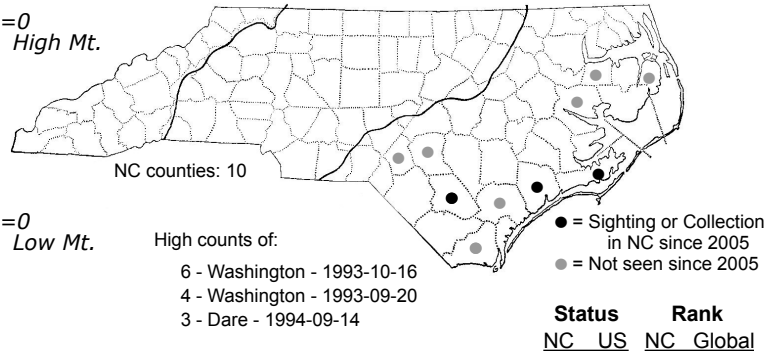 =0
High Mt.
NC counties: 10
=0
Low Mt.
High counts of:
6 - Washington - 1993-10-16
4 - Washington - 1993-09-20
3 - Dare - 1994-09-14
= Sighting or Collection
in NC since 2005
= Not seen since 2005
Status Rank
NC US NC Global